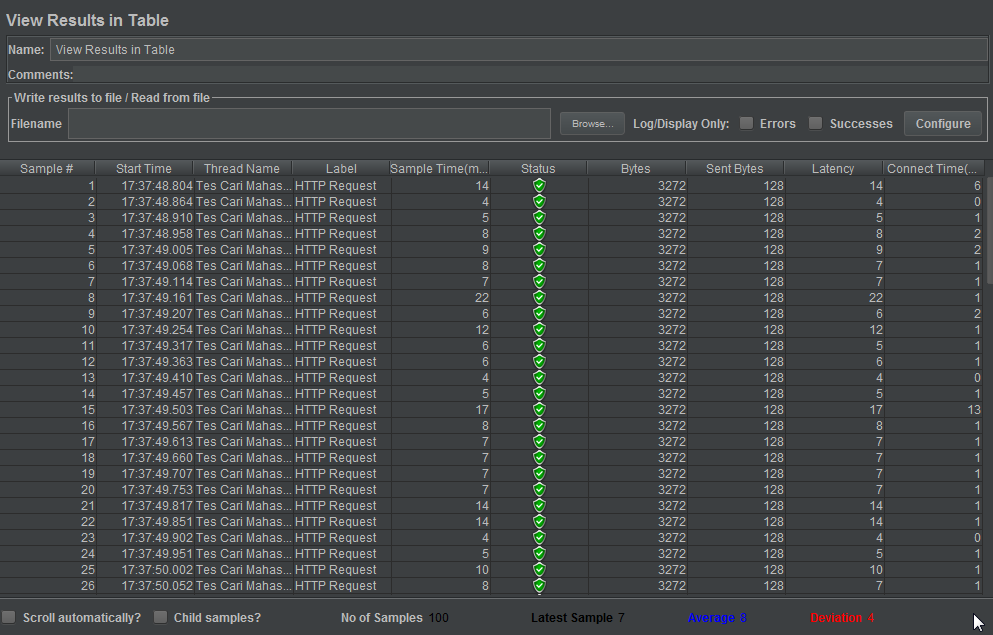 View Results in Table
Name: View Results in Table
Comments:
Write results to file / Read from file
Filename Browse... Log/Display Only: Errors Successes Configure
Sample # Start Time Thread Name Label Sample Time(m... Status Bytes Sent Bytes Latency Connect Time(...
1 17:37:48.804 Tes Cari Mahas... HTTP Request 14 3272 128 14 6
2 17:37:48.864 Tes Cari Mahas... HTTP Request 4 3272 128 4 0
3 17:37:48.910 Tes Cari Mahas... HTTP Request 5 3272 128 5 1
4 17:37:48.958 Tes Cari Mahas... HTTP Request 8 3272 128 8 2
5 17:37:49.005 Tes Cari Mahas... HTTP Request 9 3272 128 9 2
6 17:37:49.068 Tes Cari Mahas... HTTP Request 8 3272 128 7 1
7 17:37:49.114 Tes Cari Mahas... HTTP Request 7 3272 128 7 1
8 17:37:49.161 Tes Cari Mahas... HTTP Request 22 3272 128 22 1
9 17:37:49.207 Tes Cari Mahas... HTTP Request 6 3272 128 6 2
10 17:37:49.254 Tes Cari Mahas... HTTP Request 12 3272 128 12 1
11 17:37:49.317 Tes Cari Mahas... HTTP Request 6 3272 128 5 1
12 17:37:49.363 Tes Cari Mahas... HTTP Request 6 3272 128 6 1
13 17:37:49.410 Tes Cari Mahas... HTTP Request 4 3272 128 4 0
14 17:37:49.457 Tes Cari Mahas... HTTP Request 5 3272 128 5 1
15 17:37:49.503 Tes Cari Mahas... HTTP Request 17 3272 128 17 13
16 17:37:49.567 Tes Cari Mahas... HTTP Request 8 3272 128 8 1
17 17:37:49.613 Tes Cari Mahas... HTTP Request 7 3272 128 7 1
18 17:37:49.660 Tes Cari Mahas... HTTP Request 7 3272 128 7 1
19 17:37:49.707 Tes Cari Mahas... HTTP Request 7 3272 128 7 1
20 17:37:49.753 Tes Cari Mahas... HTTP Request 7 3272 128 7 1
21 17:37:49.817 Tes Cari Mahas... HTTP Request 14 3272 128 14 1
22 17:37:49.851 Tes Cari Mahas... HTTP Request 14 3272 128 14 1
23 17:37:49.902 Tes Cari Mahas... HTTP Request 4 3272 128 4 0
24 17:37:49.951 Tes Cari Mahas... HTTP Request 5 3272 128 5 1
25 17:37:50.002 Tes Cari Mahas... HTTP Request 10 3272 128 10 1
26 17:37:50.052 Tes Cari Mahas... HTTP Request 8 3272 128 7 1
Scroll automatically? Child samples? No of Samples 100 Latest Sample 7 Average 8 Deviation 4